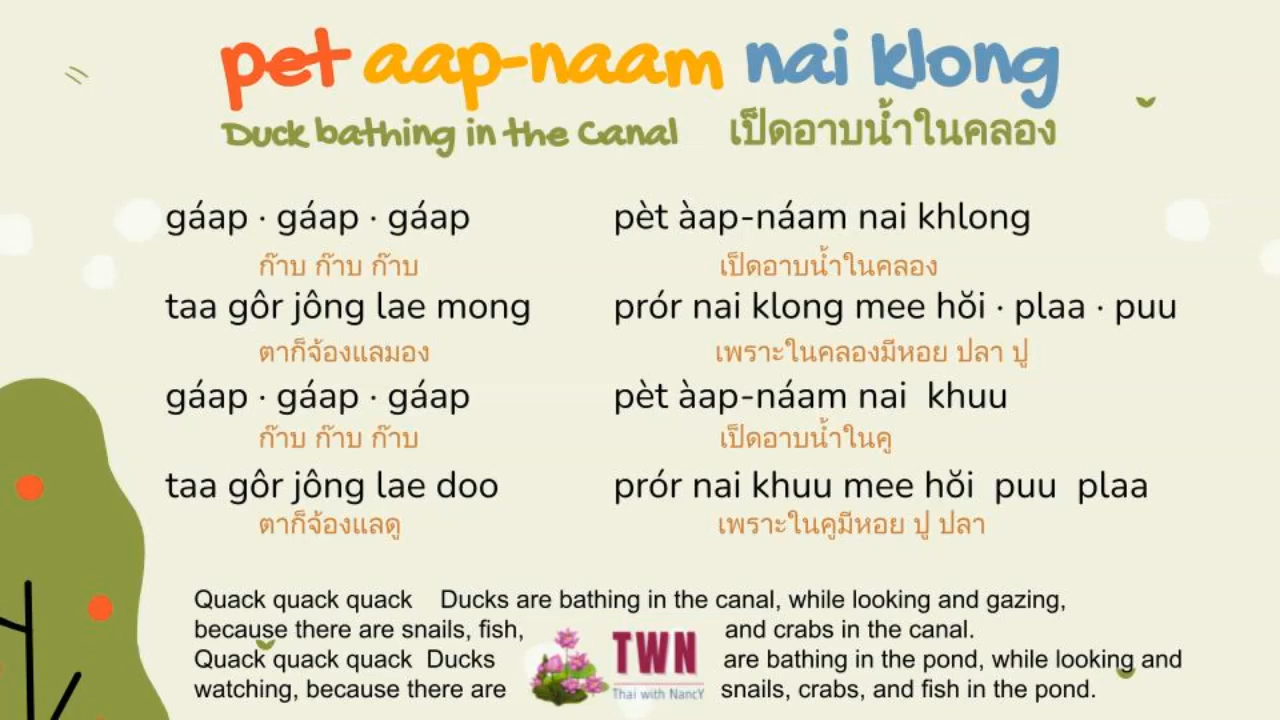 pet aap-naam nai klong
Duck bathing in the Canal เป็ดอาบน้ำในคลอง
gáap · gáap · gáap pèt àap-náam nai khlong
ก๊าบ ก๊าบ ก๊าบ เป็ดอาบน้ำในคลอง
taa gôr jông lae mong prór nai klong mee hŏi · plaa · puu
ตาก็จ้องแลมอง เพราะในคลองมีหอย ปลา ปู
gáap · gáap · gáap pèt àap-náam nai khuu
ก๊าบ ก๊าบ ก๊าบ เป็ดอาบน้ำในคู
taa gôr jông lae doo prór nai khuu mee hŏi puu plaa
ตาก็จ้องแลดู เพราะในคูมีหอย ปู ปลา
Quack quack quack Ducks are bathing in the canal, while looking and gazing,
because there are snails, fish, and crabs in the canal.
Quack quack quack Ducks are bathing in the pond, while looking and
watching, because there are snails, crabs, and fish in the pond.
TWN
Thai with NancY